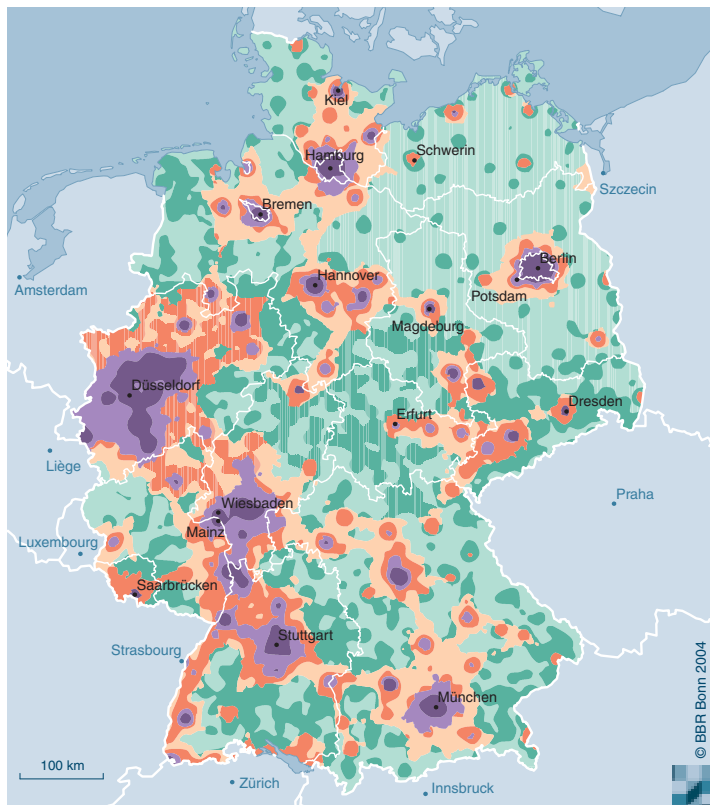 Kiel
Hamburg
Schwerin
Szczecin
Bremen
Berlin
Amsterdam
Hannover
Potsdam
Magdeburg
Düsseldorf
Erfurt
Dresden
Liège
Wiesbaden
Praha
Mainz
Luxembourg
Saarbrücken
Stuttgart
Strasbourg
München
© BBR Bonn 2004
100 km
Zürich
Innsbruck